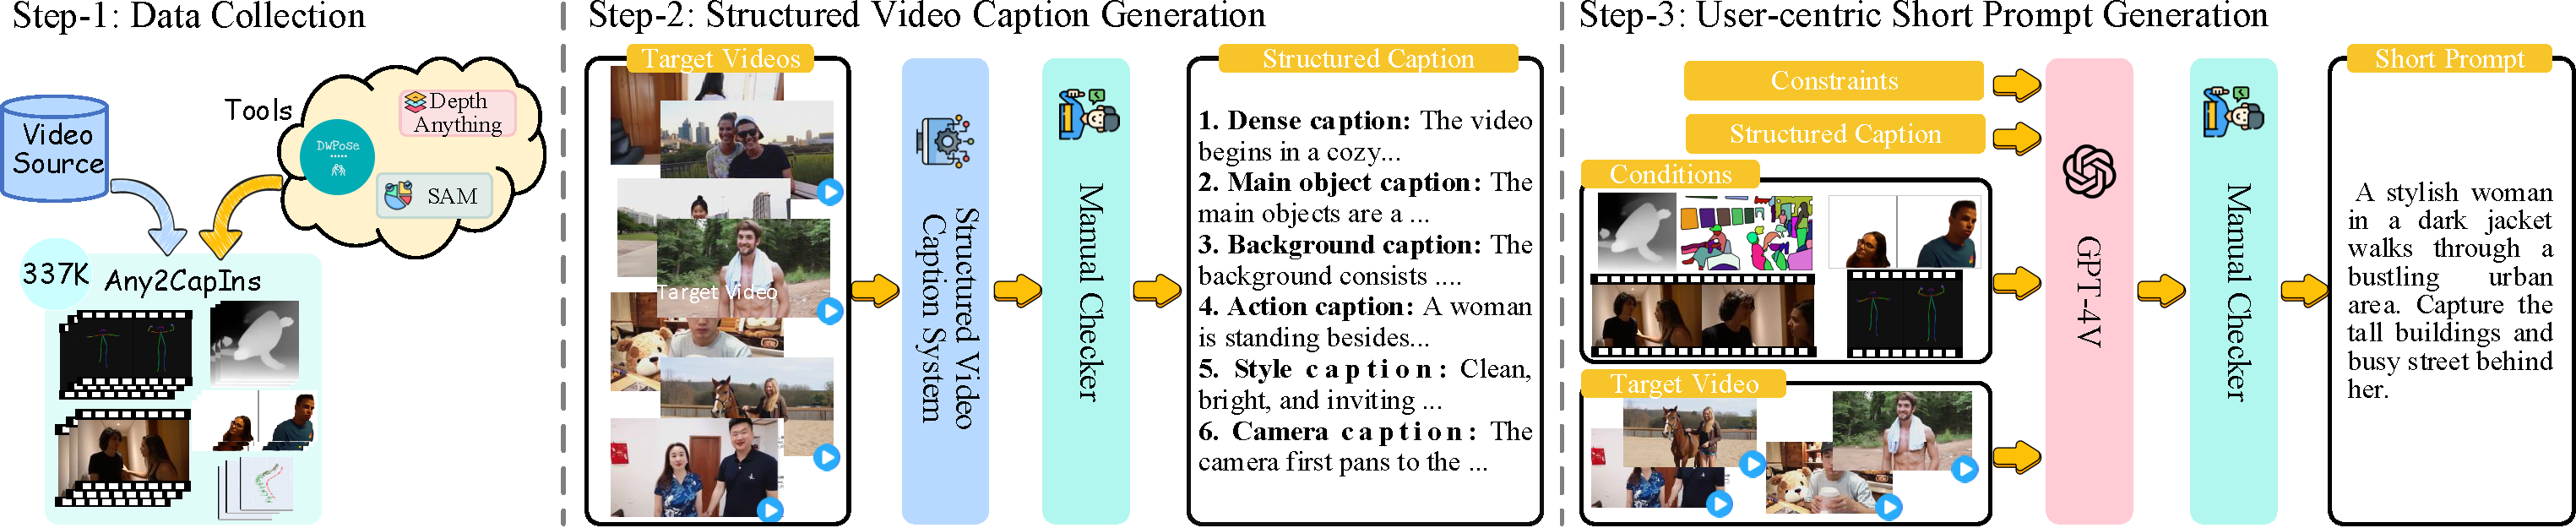 Step-1: Data Collection
Video
Source
Tools
DWPose
Depth
Anything
SAM
337K
Any2CapIns
Step-2: Structured Video Caption Generation
Target Videos
Target Video
Structured Video
Caption System
Manual Checker
Structured Caption
1. Dense caption: The video
begins in a cozy...
2. Main object caption: The
main objects are a ...
3. Background caption: The
background consists ....
4. Action caption: A woman
is standing besides...
5. Style caption: Clean,
bright, and inviting ...
6. Camera caption: The
camera first pans to the ...
Step-3: User-centric Short Prompt Generation
Constraints
Structured Caption
Conditions
Target Video
GPT-4V
Manual Checker
Short Prompt
A stylish woman
in a dark jacket
walks through a
bustling urban
area. Capture the
tall buildings and
busy street behind
her.